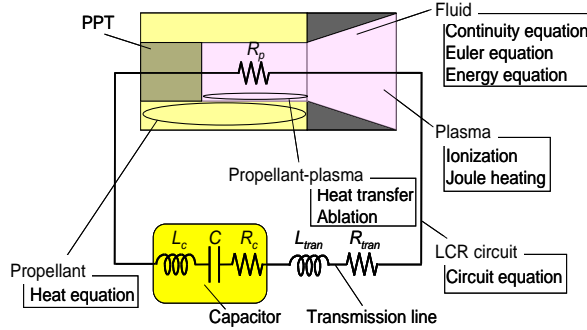 PPT
Fluid
Continuity equation
Euler equation
Energy equation
Rp
Plasma
Ionization
Joule heating
Propellant-plasma
Heat transfer
Ablation
Lc
C
Rc
Ltran
Rtran
LCR circuit
Circuit equation
Propellant
Heat equation
Capacitor
Transmission line